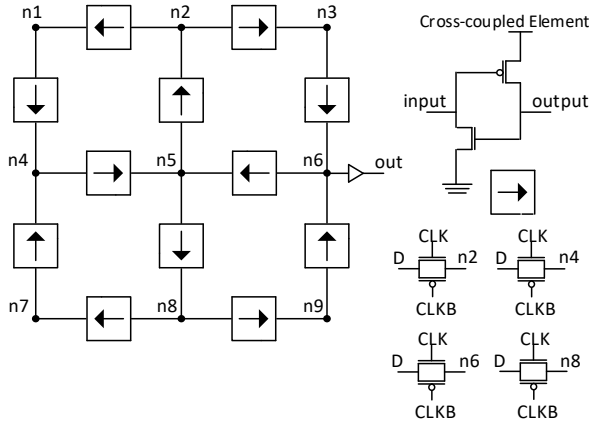 n1 n2 n3
Cross-coupled Element
input output
n4 n5 n6 out
CLK CLK
D n2 D n4
CLKB CLKB
n7 n8 n9
CLK CLK
D n6 D n8
CLKB CLKB